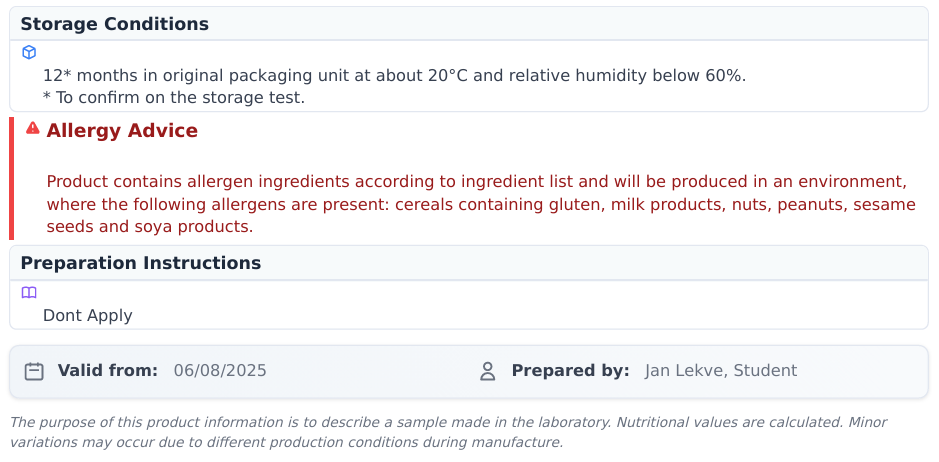 Storage Conditions
12* months in original packaging unit at about 20°C and relative humidity below 60%.
* To confirm on the storage test.
Allergy Advice
Product contains allergen ingredients according to ingredient list and will be produced in an environment,
where the following allergens are present: cereals containing gluten, milk products, nuts, peanuts, sesame
seeds and soya products.
Preparation Instructions
Dont Apply
Valid from: 06/08/2025 Prepared by: Jan Lekve, Student
The purpose of this product information is to describe a sample made in the laboratory. Nutritional values are calculated. Minor
variations may occur due to different production conditions during manufacture.